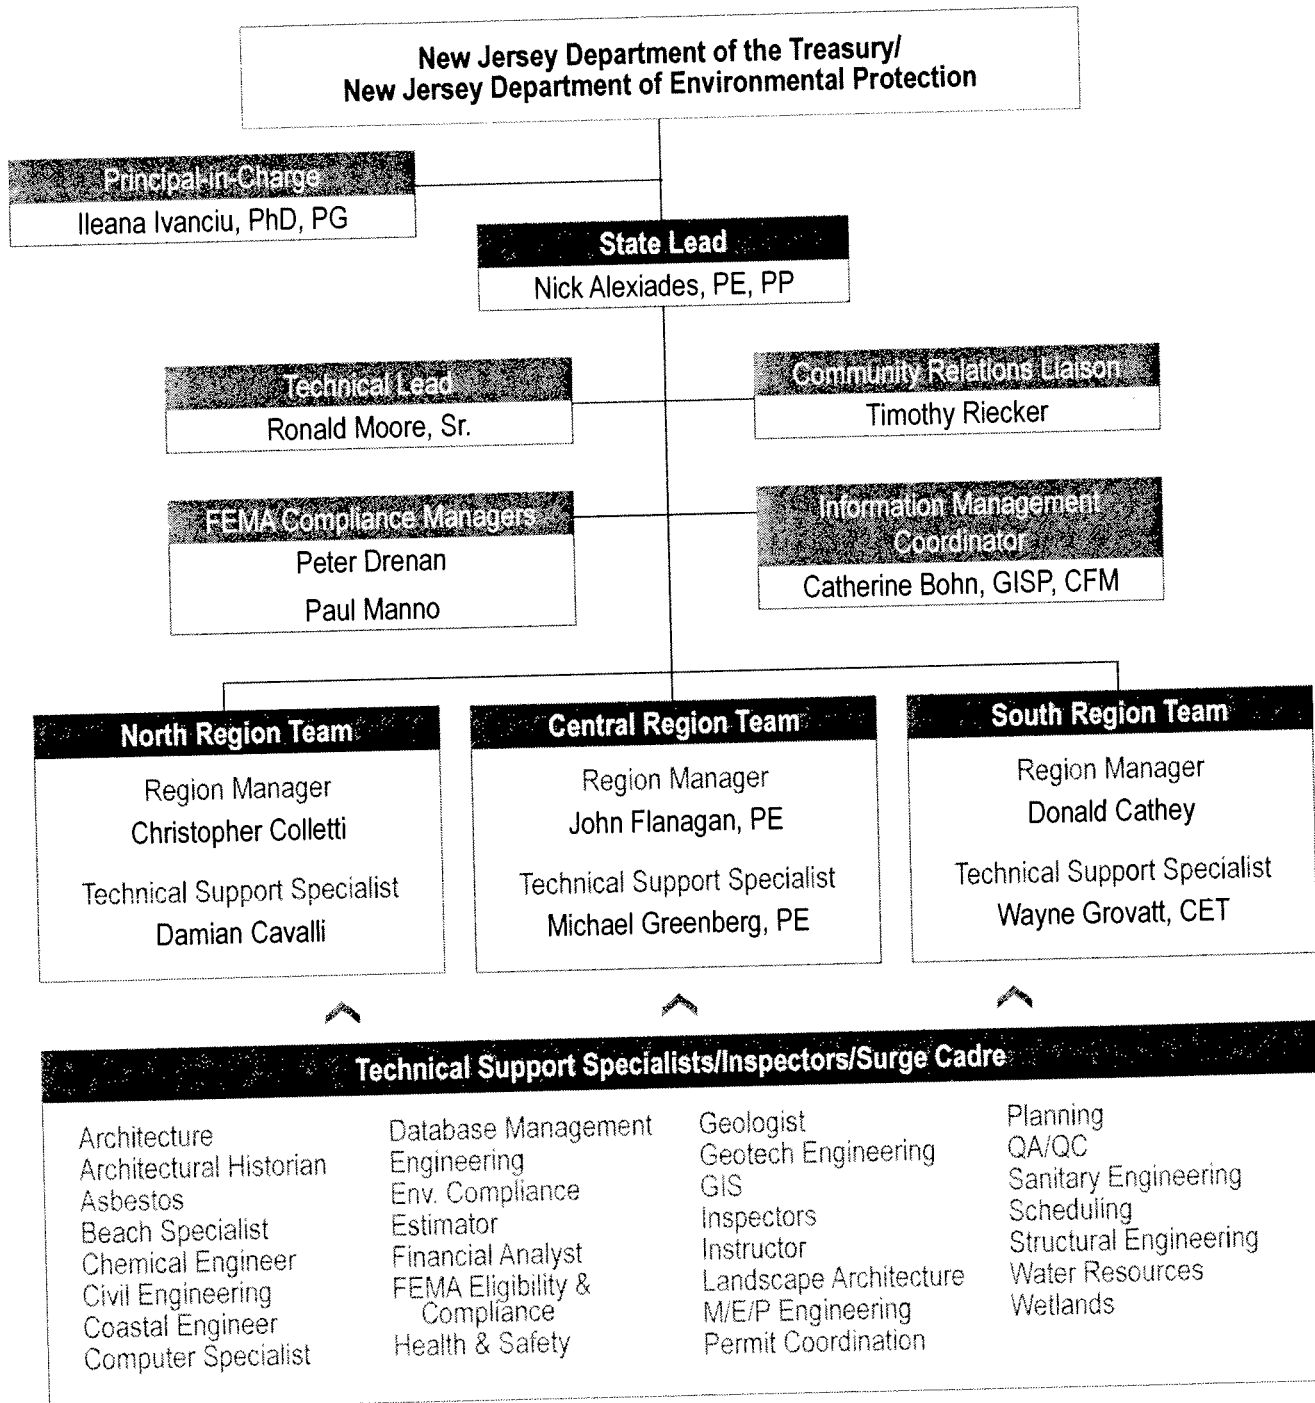 New Jersey Department of the Treasury/
New Jersey Department of Environmental Protection
Principal-in-Charge
Ileana Ivanciu, PhD, PG
State Lead
Nick Alexiades, PE, PP
Technical Lead
Ronald Moore, Sr.
Community Relations Liaison
Timothy Riecker
FEMA Compliance Managers
Peter Drenan
Paul Manno
Information Management
Coordinator
Catherine Bohn, GISP, CFM
North Region Team
Region Manager
Christopher Colletti
Technical Support Specialist
Damian Cavalli
Central Region Team
Region Manager
John Flanagan, PE
Technical Support Specialist
Michael Greenberg, PE
South Region Team
Region Manager
Donald Cathey
Technical Support Specialist
Wayne Grovatt, CET
Technical Support Specialists/Inspectors/Surge Cadre
Architecture
Architectural Historian
Asbestos
Beach Specialist
Chemical Engineer
Civil Engineering
Coastal Engineer
Computer Specialist
Database Management
Engineering
Env. Compliance
Estimator
Financial Analyst
FEMA Eligibility &
Compliance
Health & Safety
Geologist
Geotech Engineering
GIS
Inspectors
Instructor
Landscape Architecture
M/E/P Engineering
Permit Coordination
Planning
QA/QC
Sanitary Engineering
Scheduling
Structural Engineering
Water Resources
Wetlands